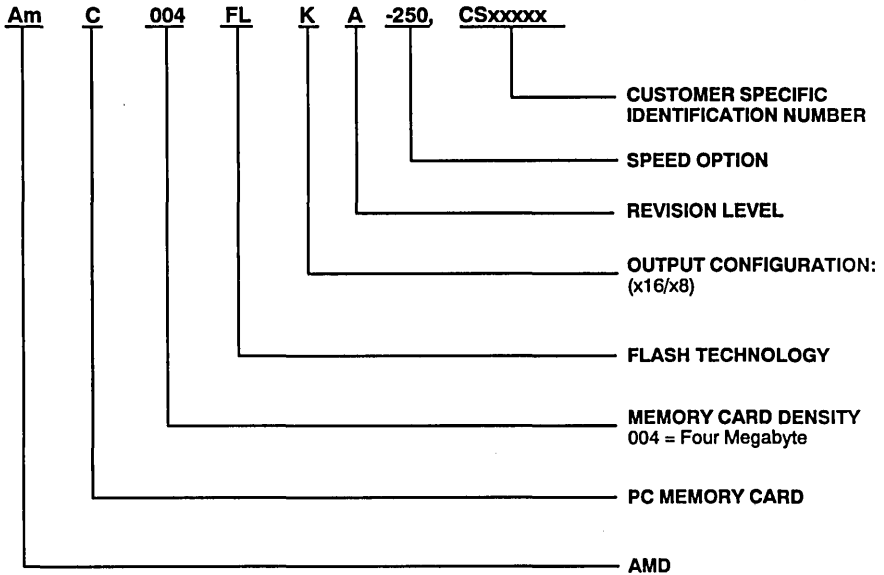 Am C 004 FL K A -250, CSxxxxx
CUSTOMER SPECIFIC
IDENTIFICATION NUMBER
SPEED OPTION
REVISION LEVEL
OUTPUT CONFIGURATION:
(x16/x8)
FLASH TECHNOLOGY
MEMORY CARD DENSITY
004 = Four Megabyte
PC MEMORY CARD
AMD